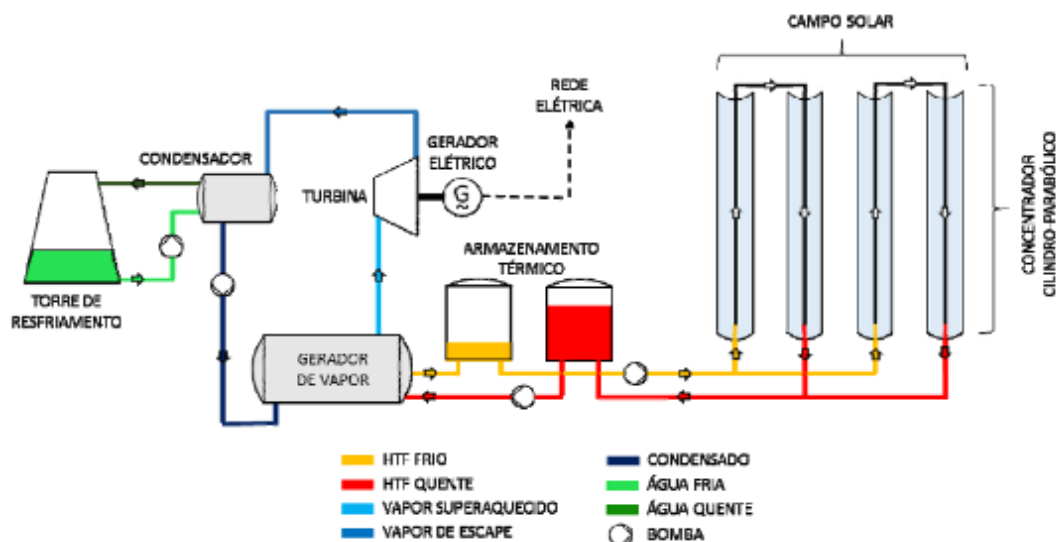 CAMPO SOLAR
REDE
ELÉTRICA
CONDENSADOR
GERADOR
ELÉTRICO
TURBINA
G
~
CONCENTRADOR
CILINDRO-PARABÓLICO
ARMAZENAMENTO
TÉRMICO
TORRE DE
RESFRIAMENTO
GERADOR
DE VAPOR
HTF FRIO
HTF QUENTE
VAPOR SUPERAQUECIDO
VAPOR DE ESCAPE
CONDENSADO
ÁGUA FRIA
ÁGUA QUENTE
BOMBA